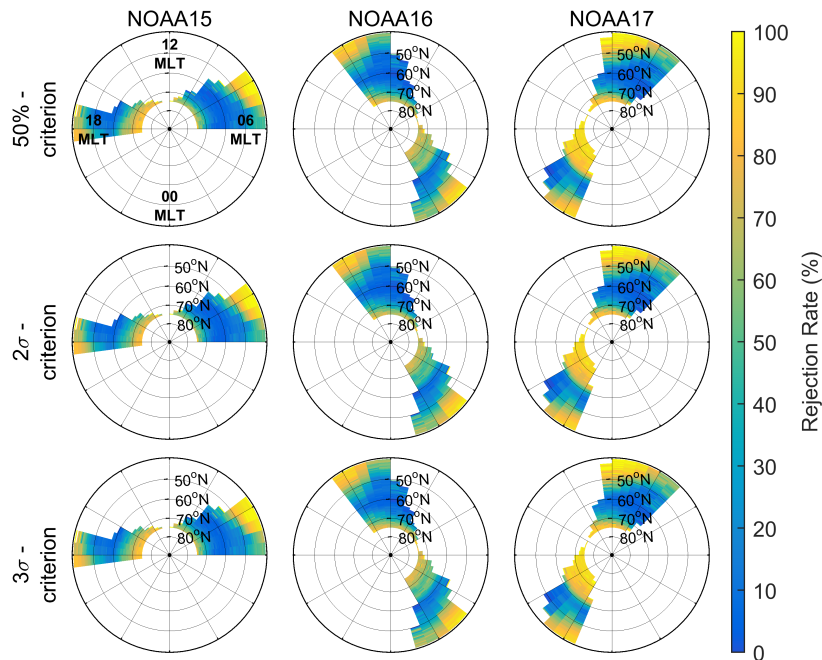 NOAA15 NOAA16 NOAA17
50% -
criterion
12
MLT
18
MLT
06
MLT
00
MLT
50°N
60°N
70°N
80°N
50°N
60°N
70°N
80°N
2σ -
criterion
50°N
60°N
70°N
80°N
50°N
60°N
70°N
80°N
50°N
60°N
70°N
80°N
3σ -
criterion
50°N
60°N
70°N
80°N
50°N
60°N
70°N
80°N
50°N
60°N
70°N
80°N
100
90
80
70
60
50
40
30
20
10
0
Rejection Rate (%)